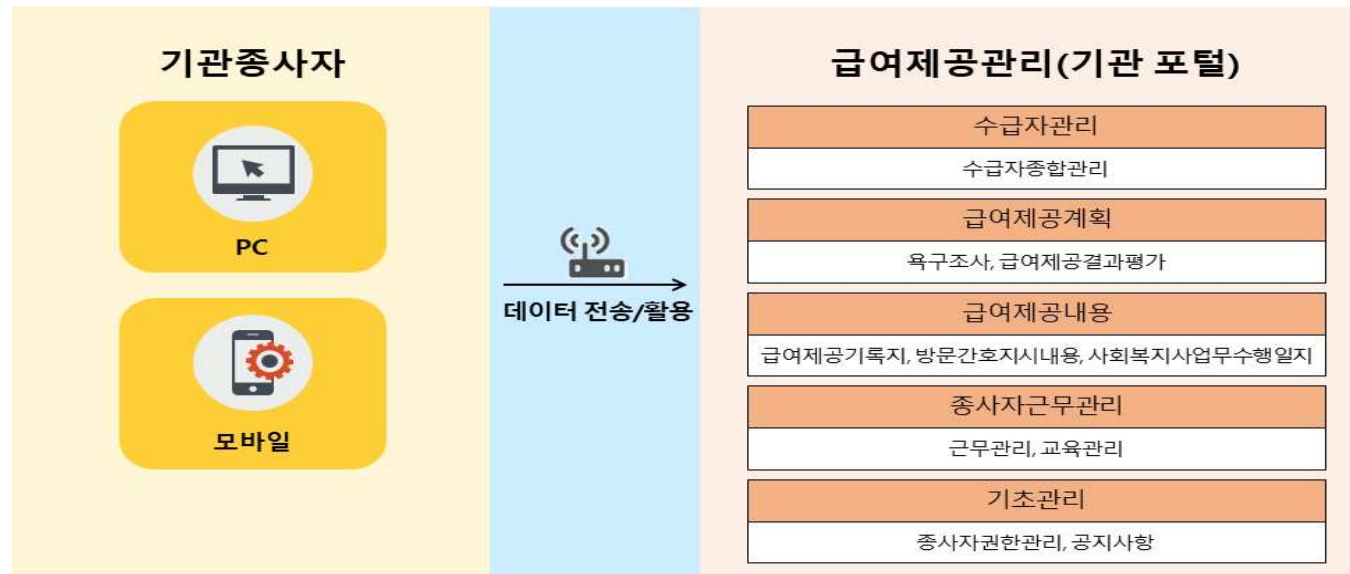 기관종사자
PC
모바일
데이터 전송/활용
급여제공관리(기관 포털)
수급자관리
수급자종합관리
급여제공계획
욕구조사, 급여제공결과평가
급여제공내용
급여제공기록지, 방문간호지시내용, 사회복지사업무수행일지
종사자근무관리
근무관리, 교육관리
기초관리
종사자권한관리, 공지사항